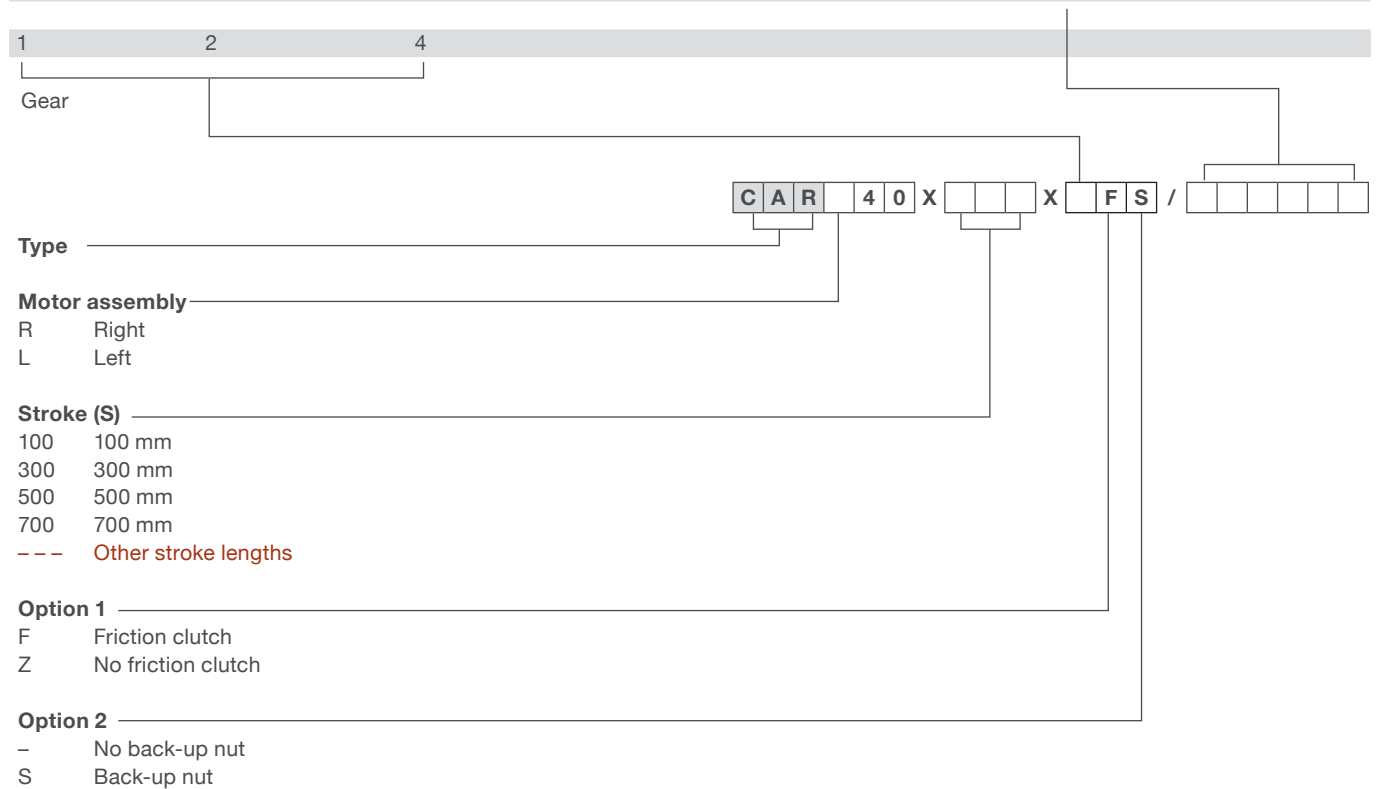 1 2 4
Gear
C A R 4 0 X X F S /
Type
Motor assembly
R Right
L Left
Stroke (S)
100 100 mm
300 300 mm
500 500 mm
700 700 mm
– – – Other stroke lengths
Option 1
F Friction clutch
Z No friction clutch
Option 2
– No back-up nut
S Back-up nut